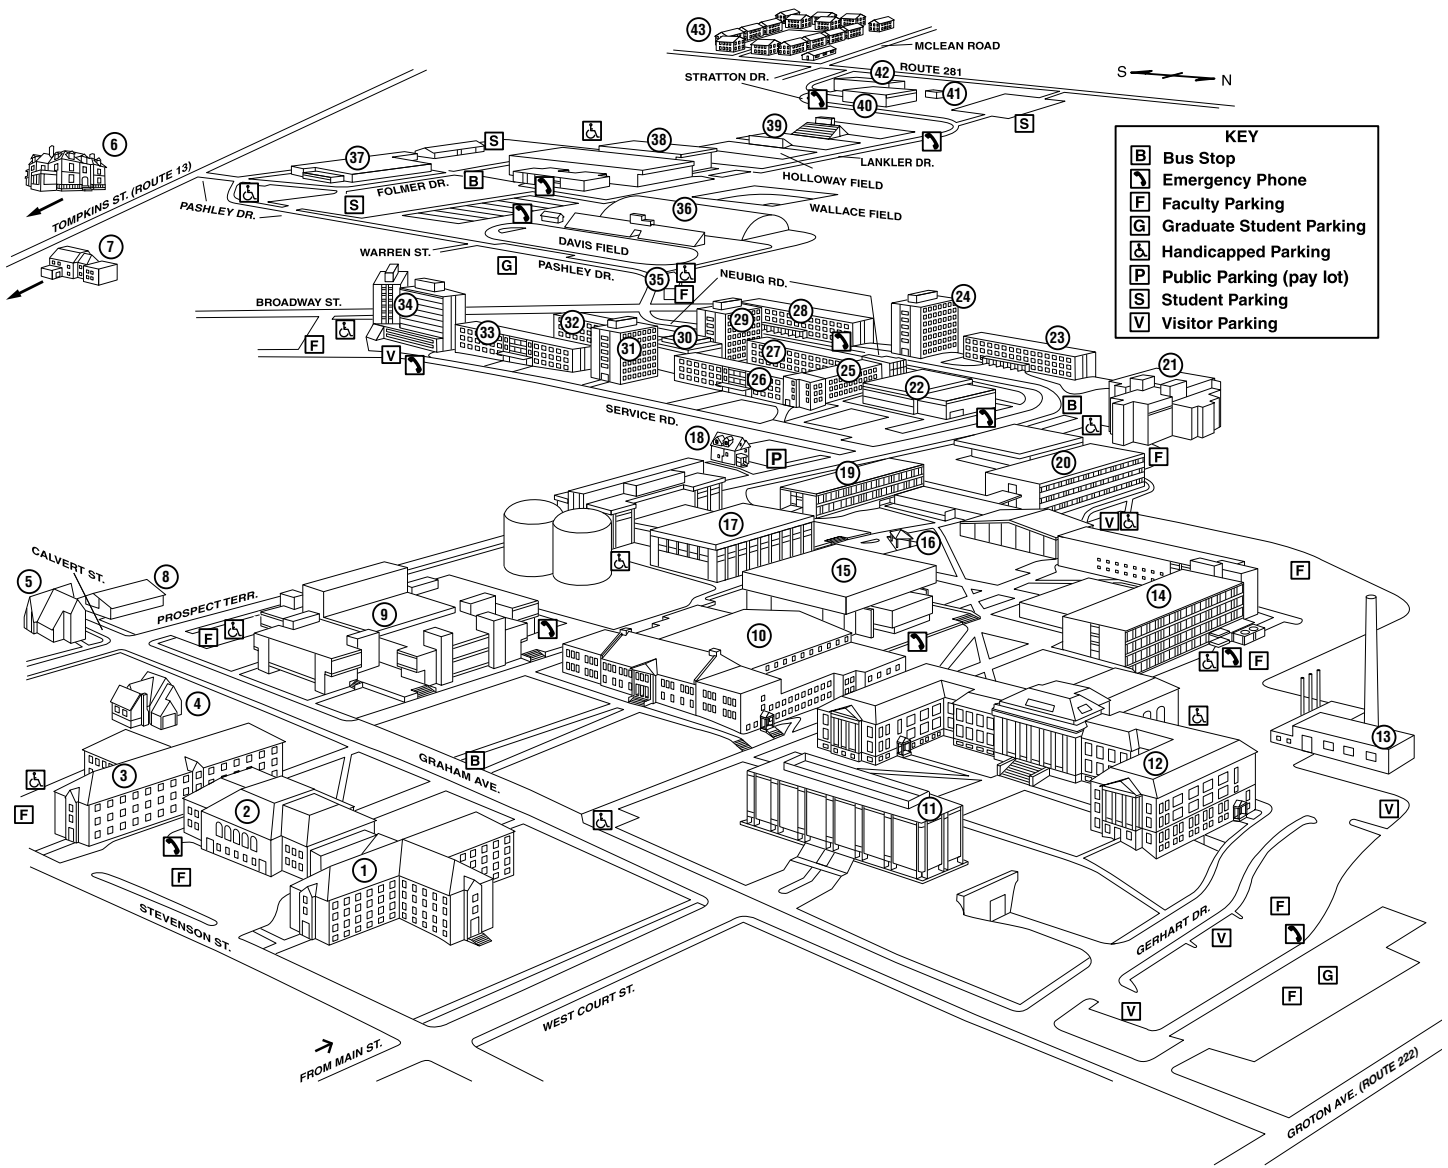 43
MCLEAN ROAD
STRATTON DR.
42
ROUTE 281
S
N
41
40
S
39
6
37
S
38
LANKLER DR.
HOLLOWAY FIELD
TOMPKINS ST. (ROUTE 13)
PASHLEY DR.
FOLMER DR.
B
S
36
WALLACE FIELD
7
WARREN ST.
DAVIS FIELD
G
PASHLEY DR.
35
F
NEUBIG RD.
BROADWAY ST.
34
33
32
31
30
29
28
27
26
25
24
23
22
21
F
V
B
SERVICE RD.
18
P
19
20
F
17
16
V
15
14
F
CALVERT ST.
5
8
PROSPECT TERR.
F
9
10
F
4
B
GRAHAM AVE.
13
12
11
V
3
F
2
F
1
STEVENSON ST.
GERHART DR.
F
V
G
F
V
WEST COURT ST.
FROM MAIN ST.
GROTON AVE. (ROUTE 222)
KEY
B Bus Stop
Emergency Phone
F Faculty Parking
G Graduate Student Parking
Handicapped Parking
P Public Parking (pay lot)
S Student Parking
V Visitor Parking